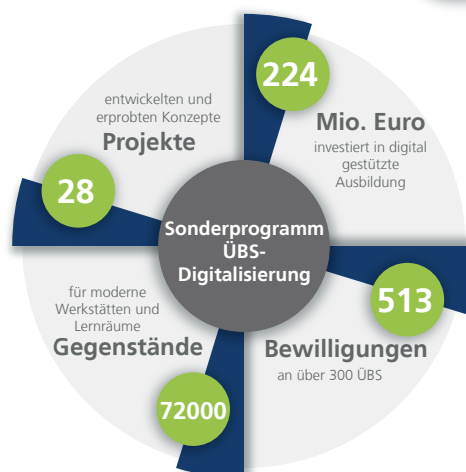 224
Mio. Euro
investiert in digital
gestützte
Ausbildung
513
Bewilligungen
an über 300 ÜBS
72000
für moderne
Werkstätten und
Lernräume
Gegenstände
28
entwickelten und
erprobten Konzepte
Projekte
Sonderprogramm
ÜBS-
Digitalisierung